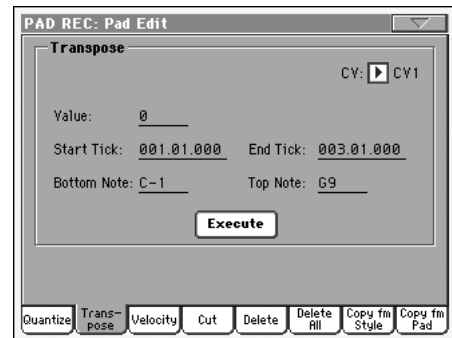 PAD REC: Pad Edit
Transpose
CV: CV1
Value: 0
Start Tick: 001.01.000 End Tick: 003.01.000
Bottom Note: C-1 Top Note: G9
Execute
Quantize Trans-pose Velocity Cut Delete Delete All Copy fm Style Copy fm Pad